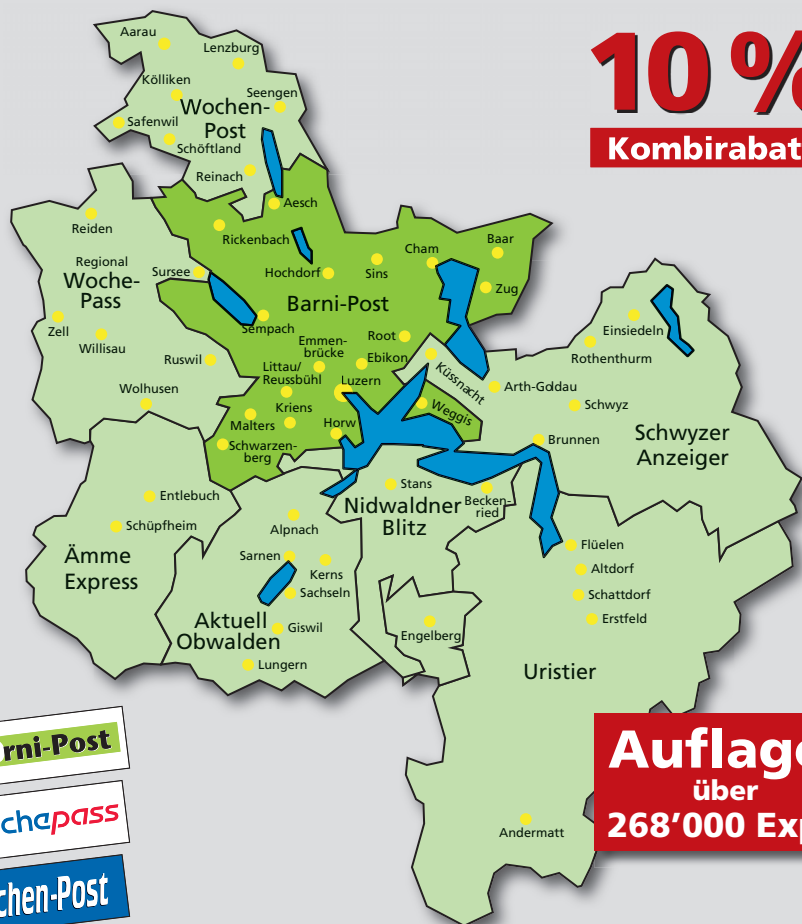 Aarau
Lenzburg
Kölliken
Seengen
Wochen-
Post
Safenwil
Schöftland
Reinach
10 %
Kombirabat
Aesch
Reiden
Rickenbach
Regional
Woche-
Pass
Sursee
Hochdorf
Sins
Cham
Baar
Zug
Barni-Post
Sempach
Zell
Willisau
Ruswil
Wolhusen
Emmen-
brücke
Root
Ebikon
Littau/
Reussbühl
Luzern
Küssnacht
Kriens
Malters
Horw
Weggis
Schwarzen-
berg
Einsiedeln
Rothenthurm
Arth-Goldau
Schwyz
Brunnen
Schwyzer
Anzeiger
Entlebuch
Schüpfheim
Ämme
Express
Stans
Nidwaldner
Blitz
Becken-
ried
Alpnach
Sarnen
Kerns
Sachseln
Aktuell
Obwalden
Giswil
Lungern
Engelberg
Flüelen
Altdorf
Schattdorf
Erstfeld
Uristier
Andermatt
rni-Post
chepass
chen-Post
Auflage
über
268’000 Exp